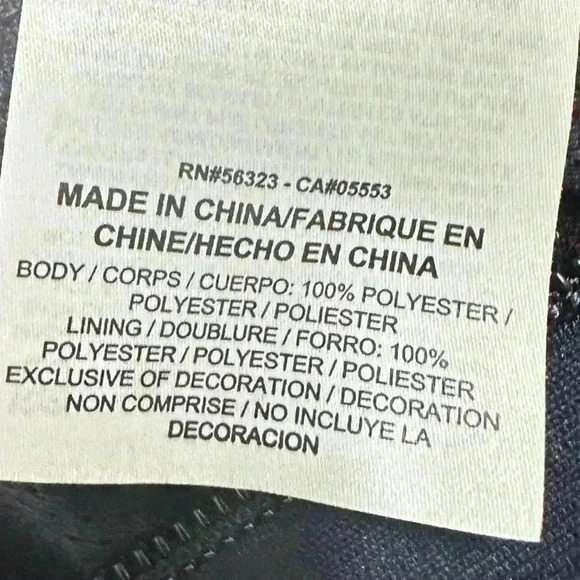 RN#56323 - CA#05553
MADE IN CHINA/FABRIQUE EN
CHINE/HECHO EN CHINA
BODY / CORPS / CUERPO: 100% POLYESTER /
POLYESTER / POLIESTER
LINING / DOUBLURE / FORRO: 100%
POLYESTER / POLYESTER / POLIESTER
EXCLUSIVE OF DECORATION / DECORATION
NON COMPRISE / NO INCLUYE LA
DECORACION